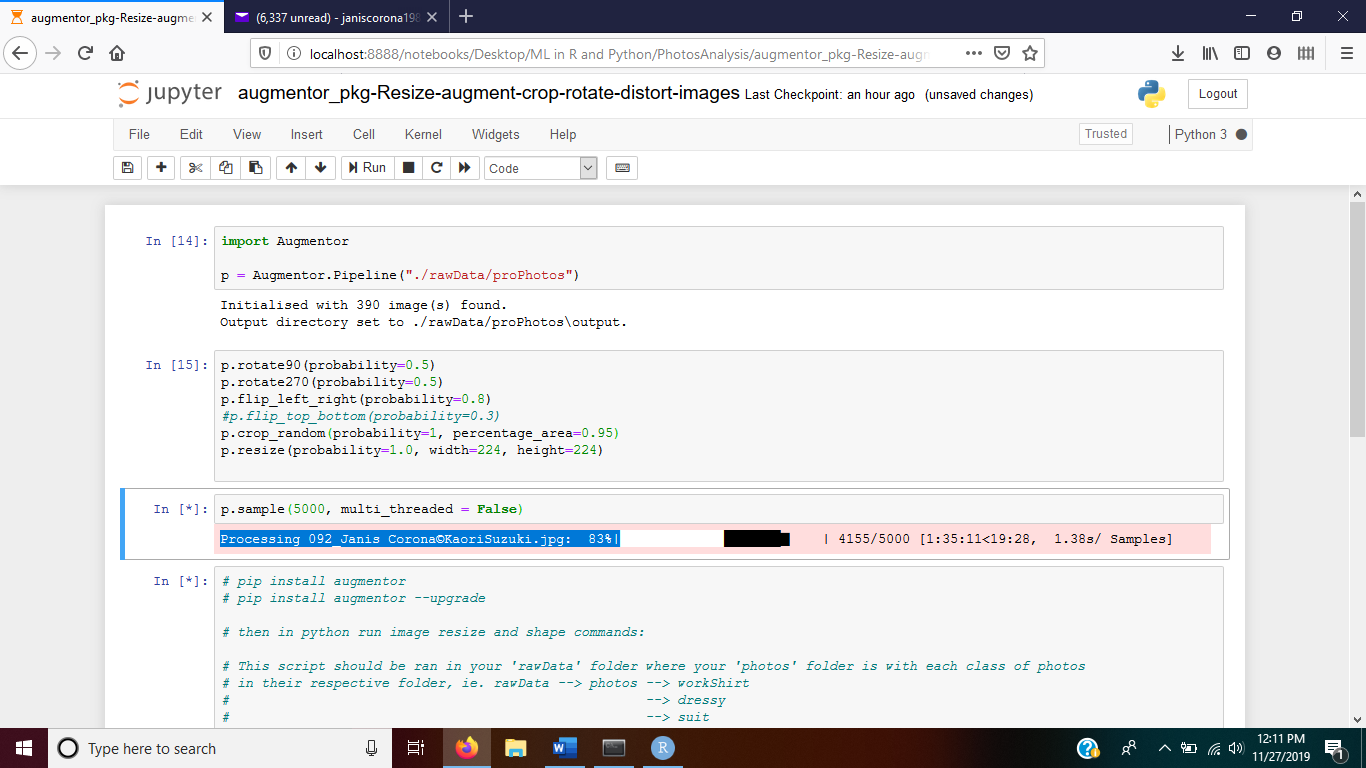 augmentor_pkg-Resize-augme
(6,337 unread) - janiscorona198
localhost:8888/notebooks/Desktop/ML in R and Python/PhotosAnalysis/augmentor_pkg-Resize-aug
jupyter augmentor_pkg-Resize-augment-crop-rotate-distort-images Last Checkpoint: an hour ago (unsaved changes)
Logout
File Edit View Insert Cell Kernel Widgets Help
Trusted
Python 3
Run
Code
In [14]: import Augmentor
p = Augmentor.Pipeline("./rawData/proPhotos")
Initialised with 390 image(s) found.
Output directory set to ./rawData/proPhotos\output.
In [15]: p.rotate90(probability=0.5)
p.rotate270(probability=0.5)
p.flip_left_right(probability=0.8)
#p.flip_top_bottom(probability=0.3)
p.crop_random(probability=1, percentage_area=0.95)
p.resize(probability=1.0, width=224, height=224)
In [*]: p.sample(5000, multi_threaded = False)
Processing 092_Janis Corona©KaoriSuzuki.jpg: 83%| | 4155/5000 [1:35:11<19:28, 1.38s/ Samples]
In [*]: # pip install augmentor
# pip install augmentor --upgrade
# then in python run image resize and shape commands:
# This script should be ran in your 'rawData' folder where your 'photos' folder is with each class of photos
# in their respective folder, ie. rawData --> photos --> workShirt
# --> dressy
# --> suit
Type here to search
12:11 PM
11/27/2019
1